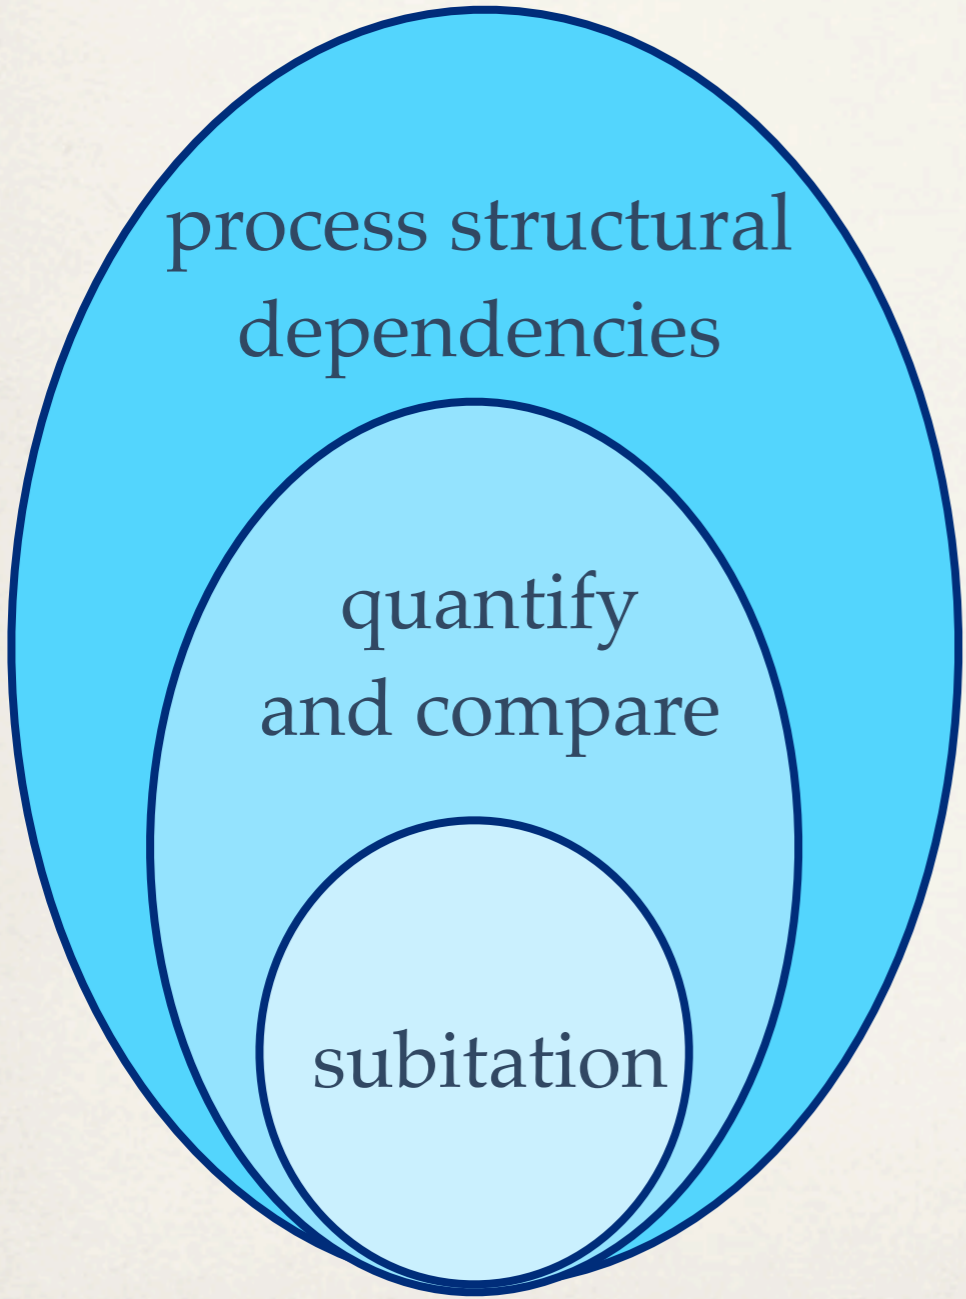 process structural
dependencies
quantify
and compare
subitation